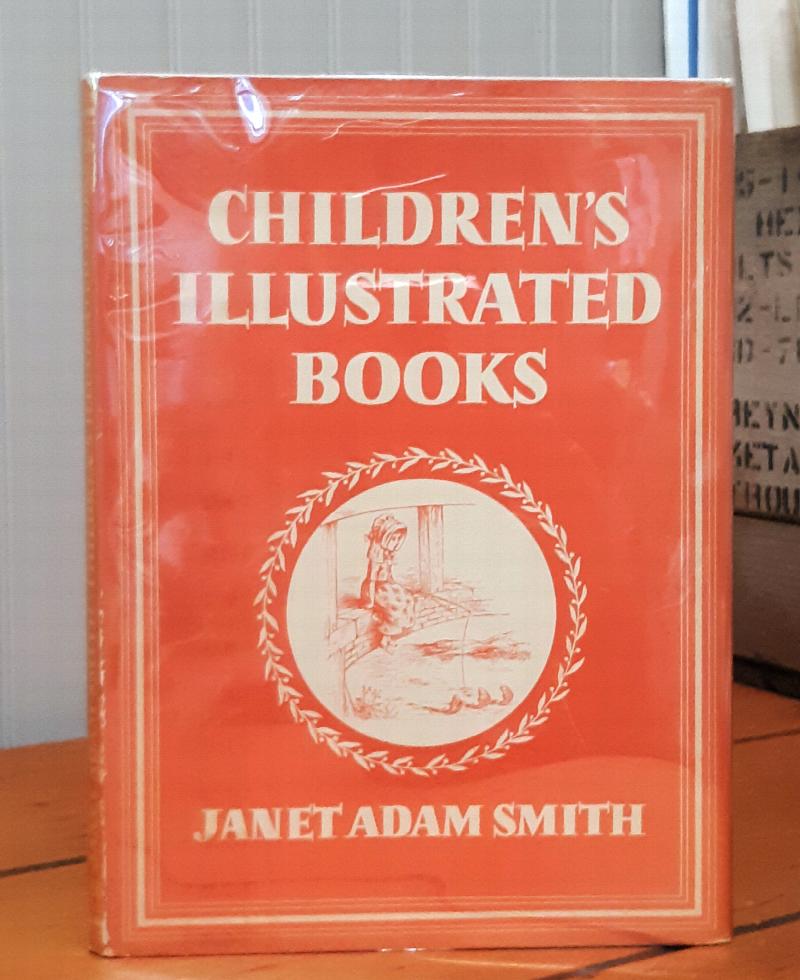 CHILDREN'S
ILLUSTRATED
BOOKS
JANET ADAM SMITH